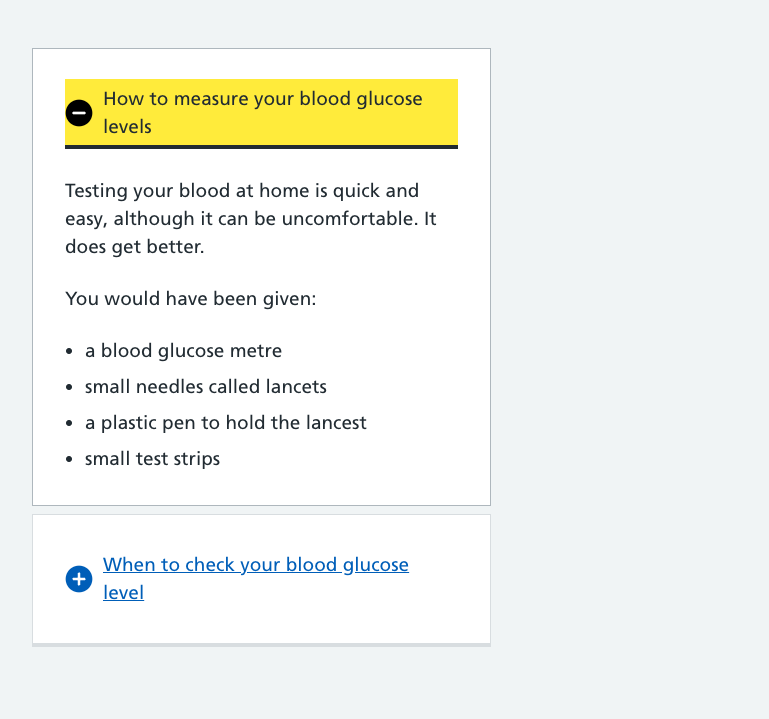 How to measure your blood glucose
levels
Testing your blood at home is quick and
easy, although it can be uncomfortable. It
does get better.
You would have been given:
a blood glucose metre
small needles called lancets
a plastic pen to hold the lancest
small test strips
When to check your blood glucose
level